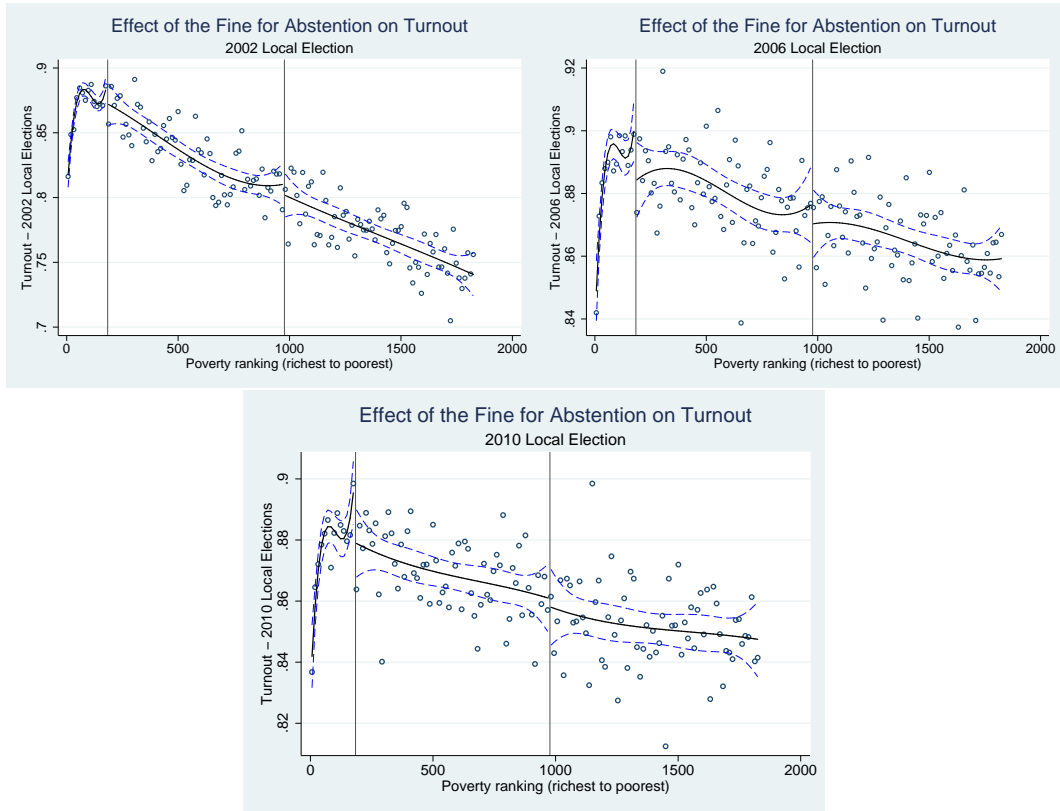 Effect of the Fine for Abstention on Turnout
2002 Local Election
Turnout − 2002 Local Elections
.9
.85
.8
.75
.7
0 500 1000 1500 2000
Poverty ranking (richest to poorest)
Effect of the Fine for Abstention on Turnout
2006 Local Election
Turnout − 2006 Local Elections
.92
.9
.88
.86
.84
0 500 1000 1500 2000
Poverty ranking (richest to poorest)
Effect of the Fine for Abstention on Turnout
2010 Local Election
Turnout − 2010 Local Elections
.9
.88
.86
.84
.82
0 500 1000 1500 2000
Poverty ranking (richest to poorest)